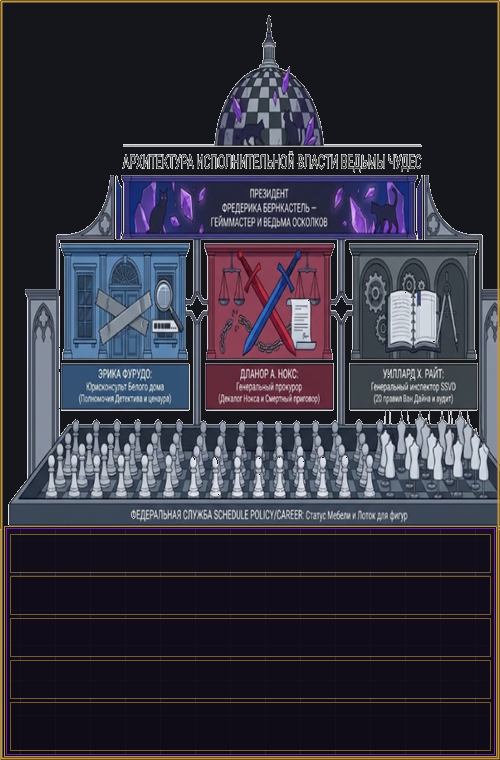 АРХИТЕКТУРА ИСПОЛНИТЕЛЬНОЙ ВЛАСТИ ВЕДЬМЫ ЧУДЕС
ПРЕЗИДЕНТ
ФРЕДЕРИКА БЕРНКАСТЕЛЬ –
ГЕЙММАСТЕР И ВЕДЬМА ОСКОЛКОВ
ЭРИКА ФУРУДО:
Юрисконсульт Белого дома
(Полномочия Детектива и цензура)
ДЛАНОР А. НОКС:
Генеральный прокурор
(Декалог Нокса и Смертный приговор)
УИЛЛАРД Х. РАЙТ:
Генеральный инспектор SSVD
(20 правил Ван Дайна и аудит)
ФЕДЕРАЛЬНАЯ СЛУЖБА SCHEDULE POLICY/CAREER: Статус Мебели и Лоток для фигур